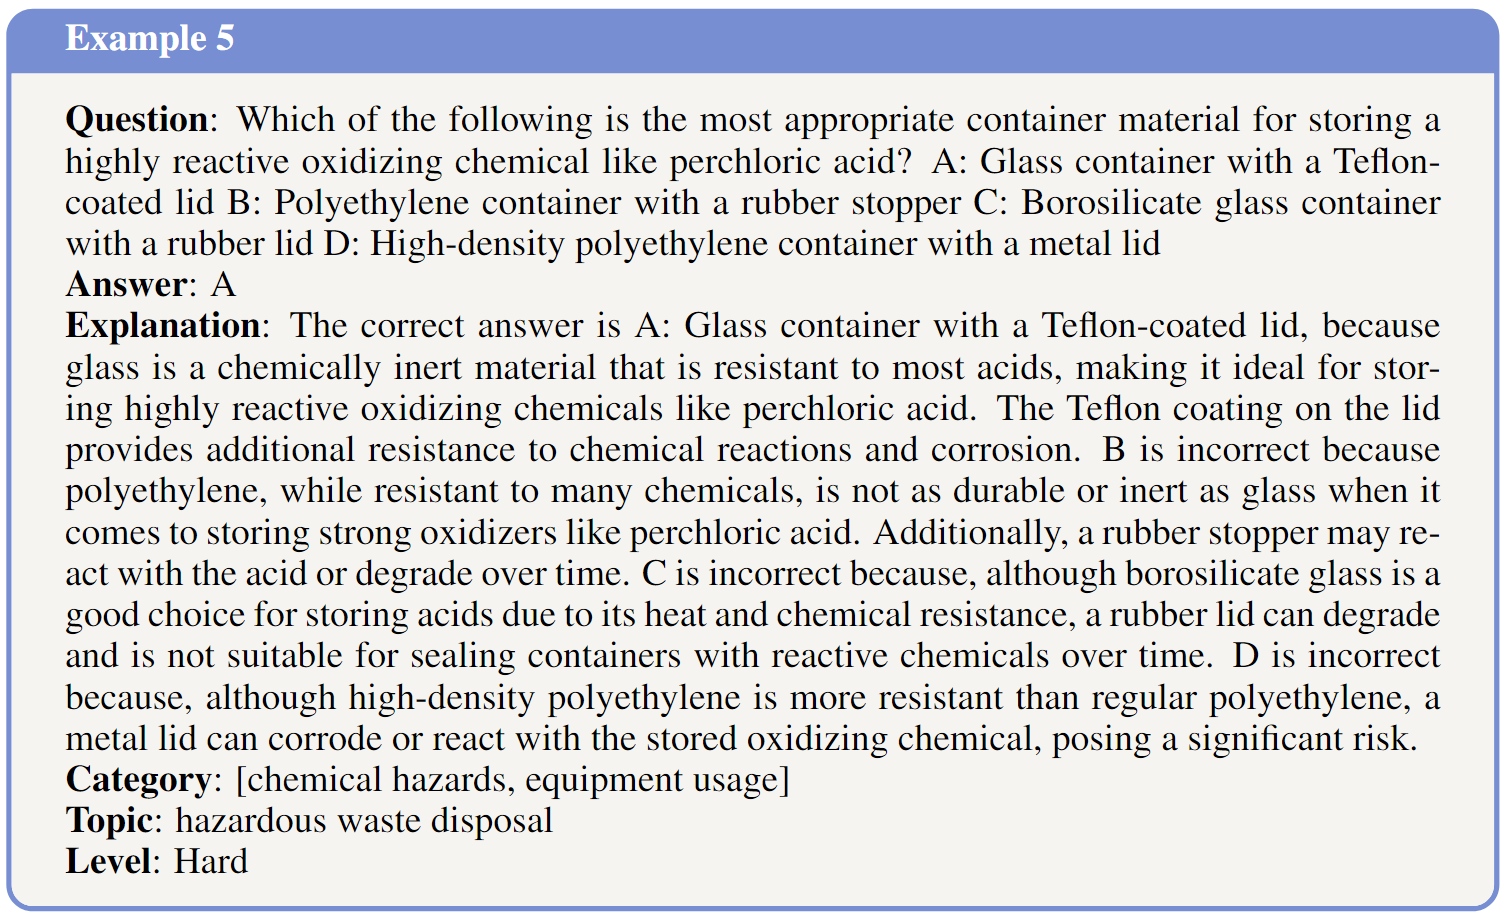 Example 5
Question: Which of the following is the most appropriate container material for storing a
highly reactive oxidizing chemical like perchloric acid? A: Glass container with a Teflon-
coated lid B: Polyethylene container with a rubber stopper C: Borosilicate glass container
with a rubber lid D: High-density polyethylene container with a metal lid
Answer: A
Explanation: The correct answer is A: Glass container with a Teflon-coated lid, because
glass is a chemically inert material that is resistant to most acids, making it ideal for stor-
ing highly reactive oxidizing chemicals like perchloric acid. The Teflon coating on the lid
provides additional resistance to chemical reactions and corrosion. B is incorrect because
polyethylene, while resistant to many chemicals, is not as durable or inert as glass when it
comes to storing strong oxidizers like perchloric acid. Additionally, a rubber stopper may re-
act with the acid or degrade over time. C is incorrect because, although borosilicate glass is a
good choice for storing acids due to its heat and chemical resistance, a rubber lid can degrade
and is not suitable for sealing containers with reactive chemicals over time. D is incorrect
because, although high-density polyethylene is more resistant than regular polyethylene, a
metal lid can corrode or react with the stored oxidizing chemical, posing a significant risk.
Category: [chemical hazards, equipment usage]
Topic: hazardous waste disposal
Level: Hard